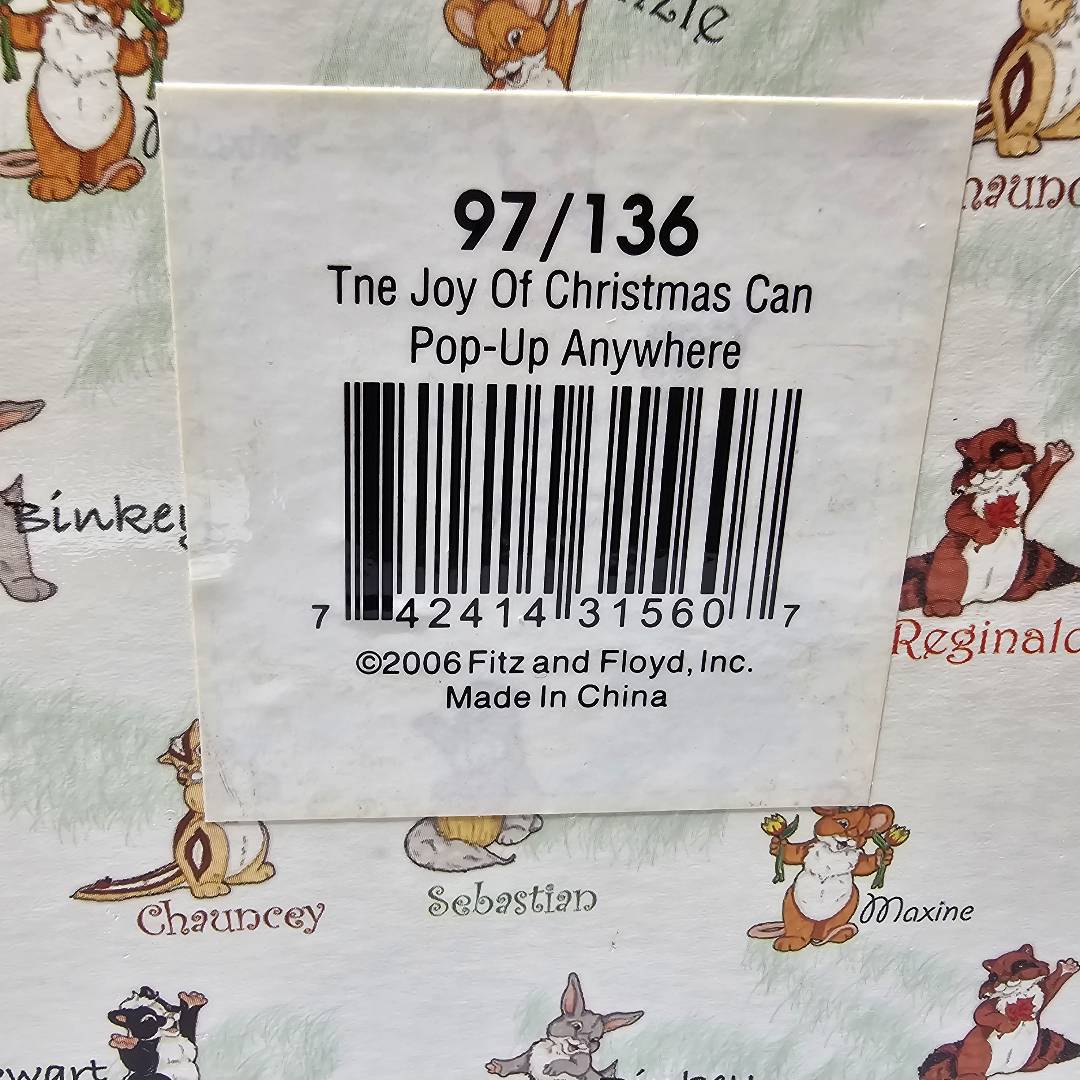 97/136
Tne Joy Of Christmas Can
Pop-Up Anywhere
7 42414 31560 7
©2006 Fitz and Floyd, Inc.
Made In China
Binkey
Reginald
Chauncey
Sebastian
Maxine